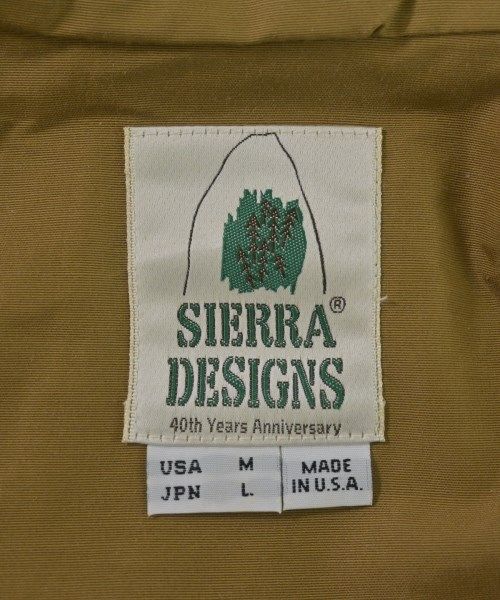 SIERRA®
DESIGNS
40th Years Anniversary
USA M
JPN L
MADE
IN U.S.A.